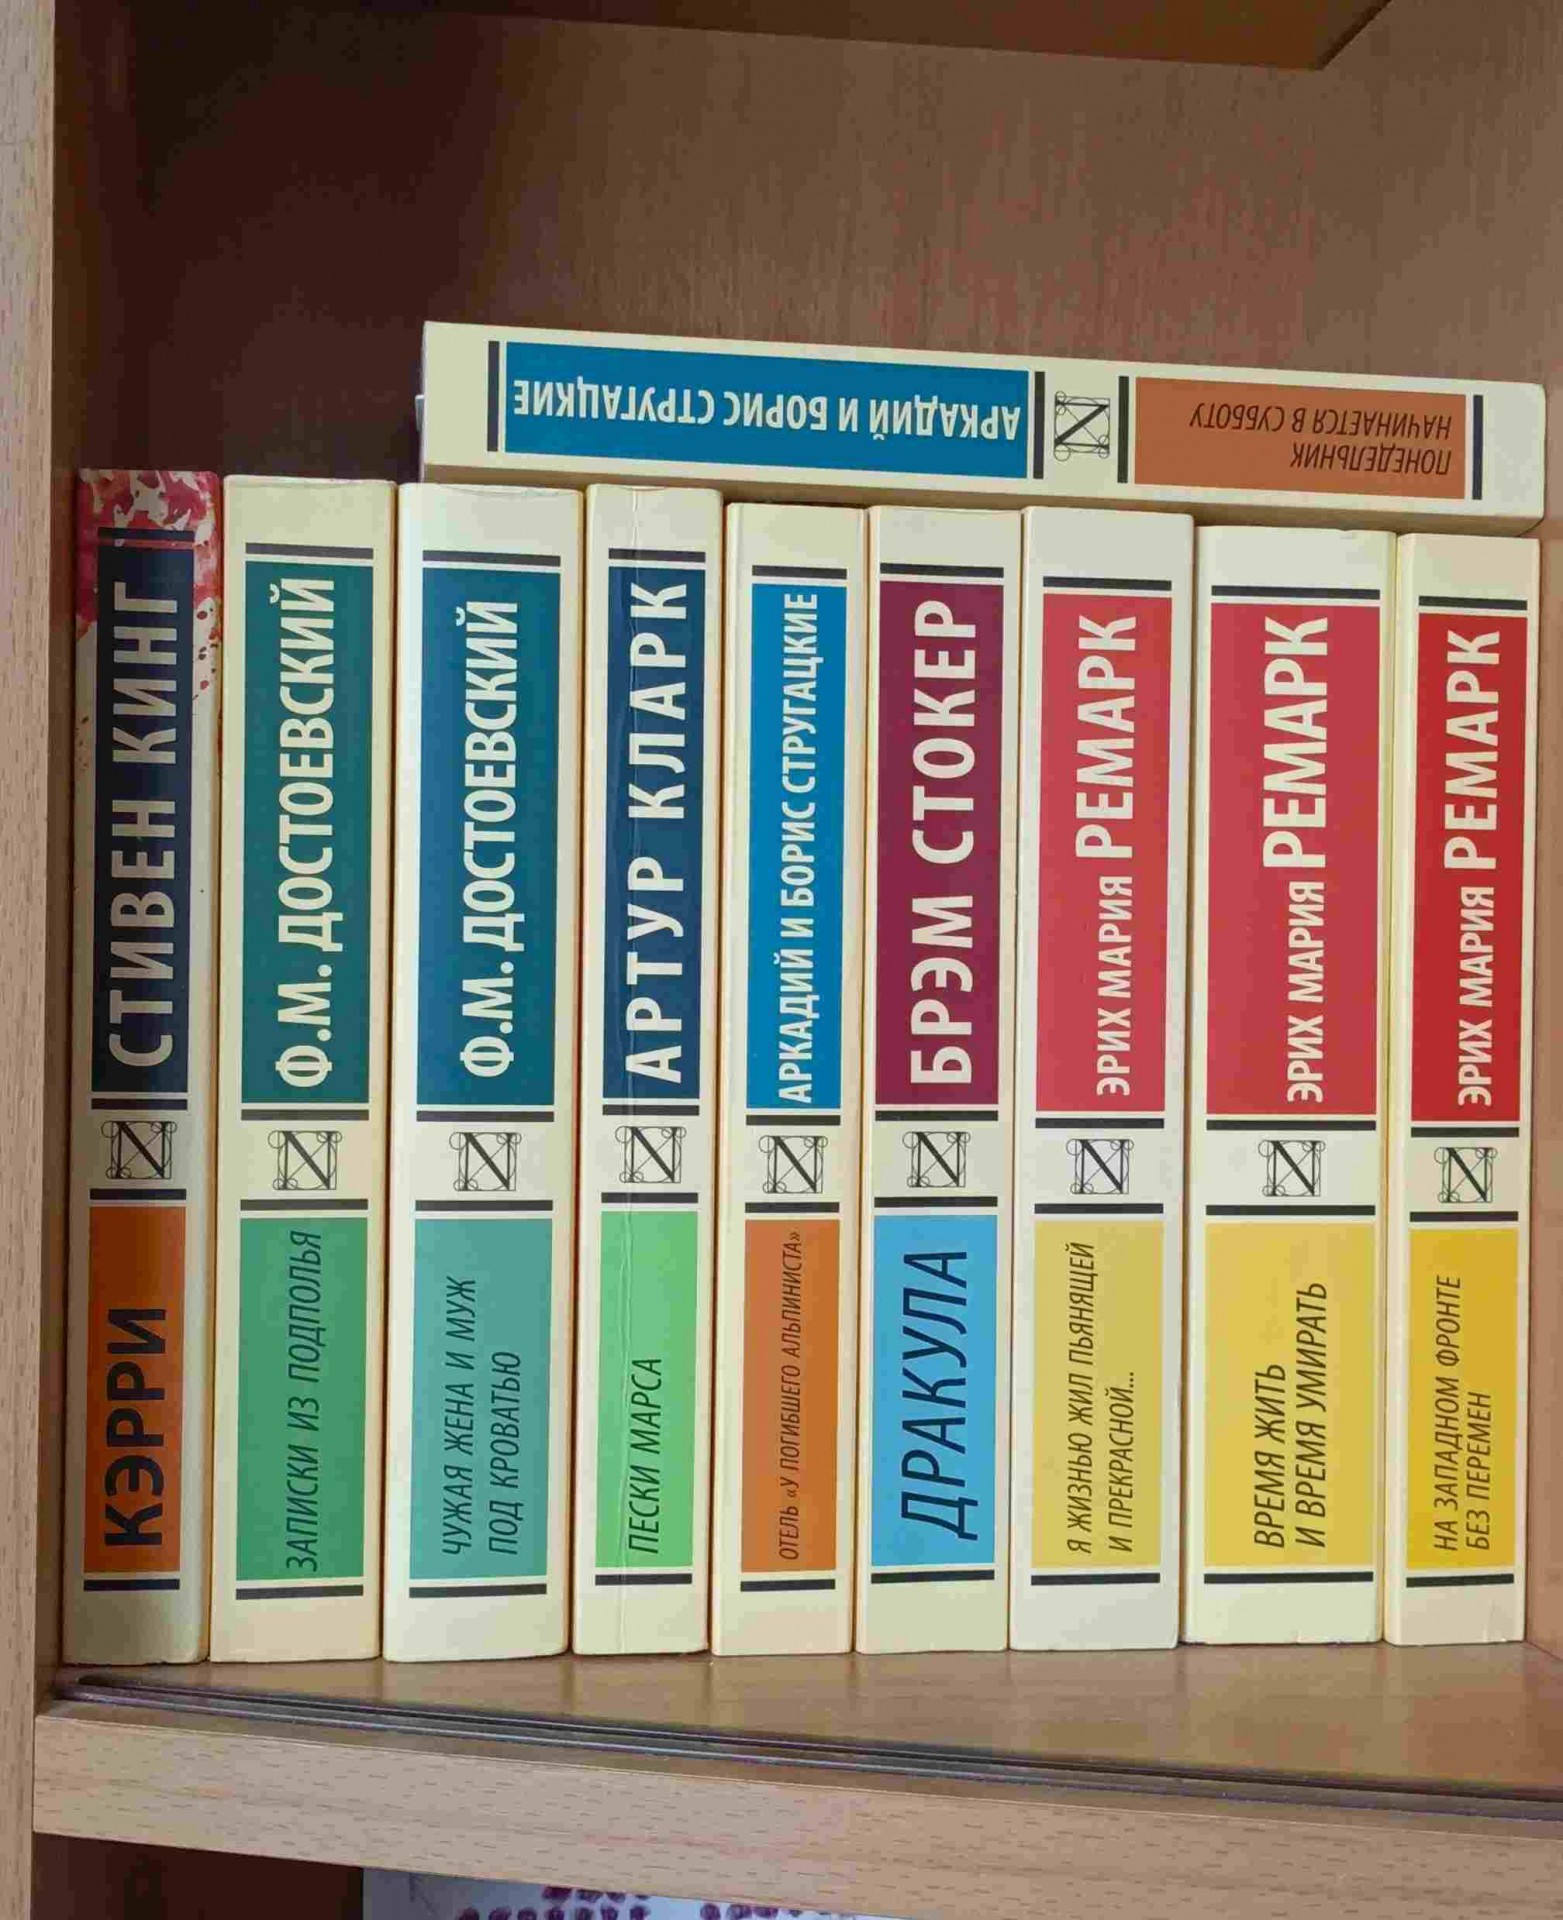 АРКАДИЙ И БОРИС СТРУГАЦКИЕ
ПОНЕДЕЛЬНИК
НАЧИНАЕТСЯ В СУББОТУ
СТИВЕН КИНГ
КЭРРИ
Ф.М. ДОСТОЕВСКИЙ
ЗАПИСКИ ИЗ ПОДПОЛЬЯ
Ф.М. ДОСТОЕВСКИЙ
ЧУЖАЯ ЖЕНА И МУЖ
ПОД КРОВАТЬЮ
АРТУР КЛАРК
ПЕСКИ МАРСА
АРКАДИЙ И БОРИС СТРУГАЦКИЕ
ОТЕЛЬ «У ПОГИБШЕГО АЛЬПИНИСТА»
БРЭМ СТОКЕР
ДРАКУЛА
ЭРИХ МАРИЯ РЕМАРК
Я ЖИЗНЬЮ ЖИЛ ПЬЯНЯЩЕЙ
И ПРЕКРАСНОЙ...
ЭРИХ МАРИЯ РЕМАРК
ВРЕМЯ ЖИТЬ
И ВРЕМЯ УМИРАТЬ
ЭРИХ МАРИЯ РЕМАРК
НА ЗАПАДНОМ ФРОНТЕ
БЕЗ ПЕРЕМЕН